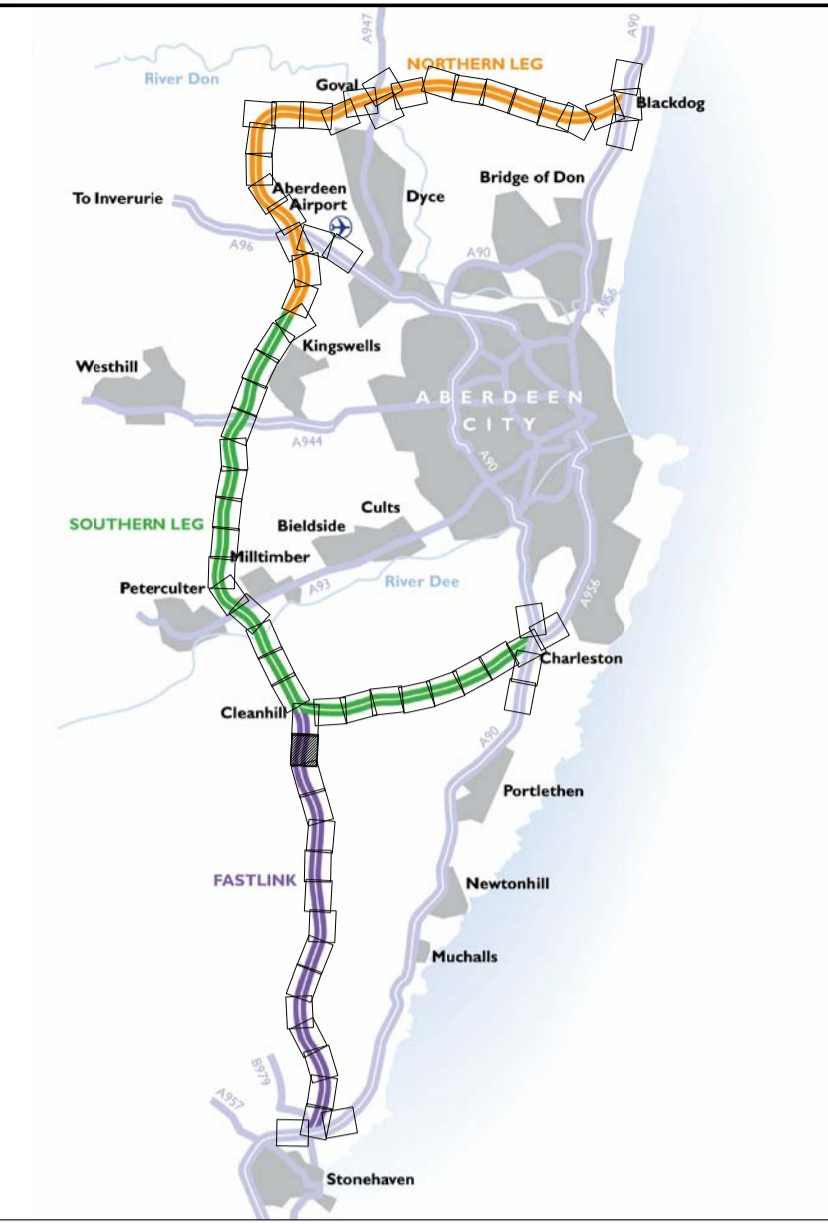 A947
A90
NORTHERN LEG
River Don
Goval
Blackdog
Bridge of Don
Aberdeen
Airport
To Inverurie
Dyce
A96
A90
A956
Kingswells
Westhill
ABERDEEN
CITY
A944
A90
Cults
SOUTHERN LEG
Bieldside
Milltimber
Peterculter
A93
River Dee
A956
Charleston
Cleanhill
A90
Portlethen
FASTLINK
Newtonhill
Muchalls
B979
A957
Stonehaven